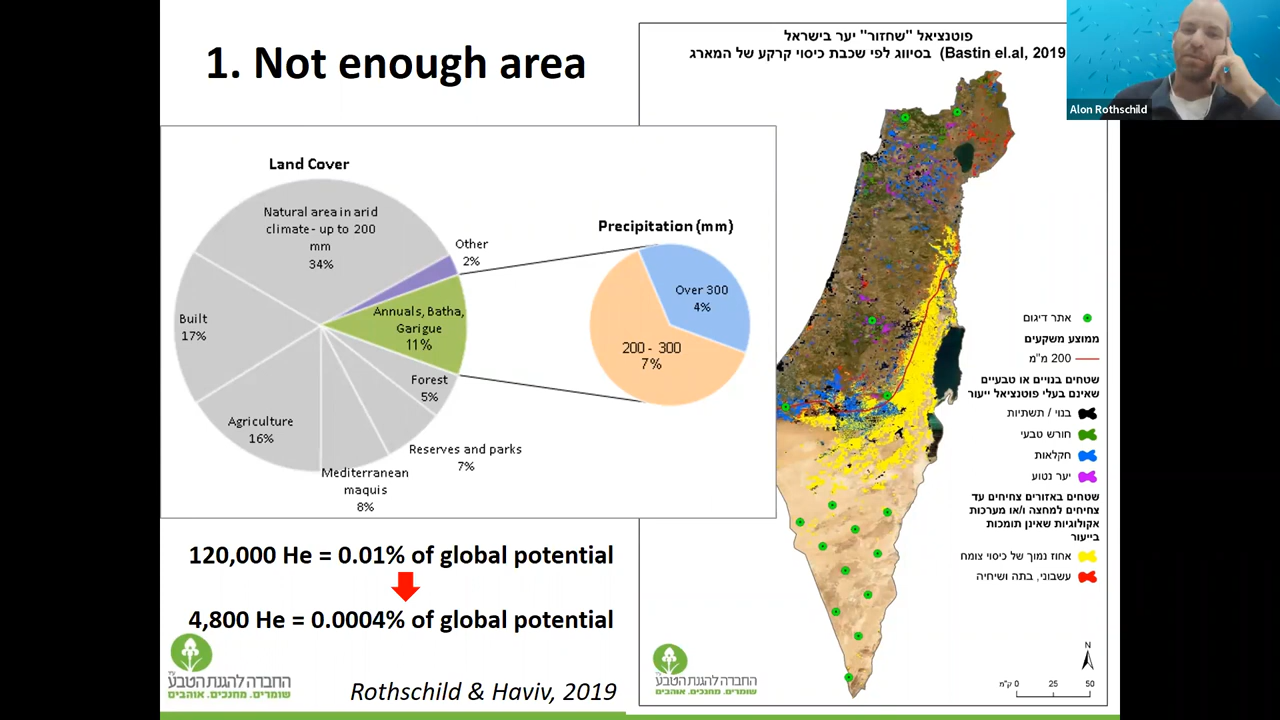 1. Not enough area
Land Cover
Natural area in arid
climate - up to 200
mm
34%
Other
2%
Annuals, Batha,
Garigue
11%
Forest
5%
Reserves and parks
7%
Mediterranean
maquis
8%
Agriculture
16%
Built
17%
Precipitation (mm)
Over 300
4%
200 - 300
7%
120,000 He = 0.01% of global potential
4,800 He = 0.0004% of global potential
החברה להגנת הטבע
שומרים. מחנכים. אוהבים.
Rothschild & Haviv, 2019
פוטנציאל "שחזור" יער בישראל
בסיווג לפי שכבת כיסוי קרקע של המארג (Bastin el.al, 2019
Alon Rothschild
אתר דיגום
ממוצע משקעים
200 מ"מ
שטחים בנויים או טבעיים
שאינם בעלי פוטנציאל ייעור
בנוי / תשתיות
חורש טבעי
חקלאות
יער נטוע
שטחים באזורים צחיחים עד
צחיחים למחצה ו/או מערכות
אקולוגיות שאינן תומכות
בייעור
אחוז נמוך של כיסוי צומח
עשבוני, בתה ושיחיה
N
ק"מ 0 25 50
החברה להגנת הטבע
שומרים. מחנכים. אוהבים.